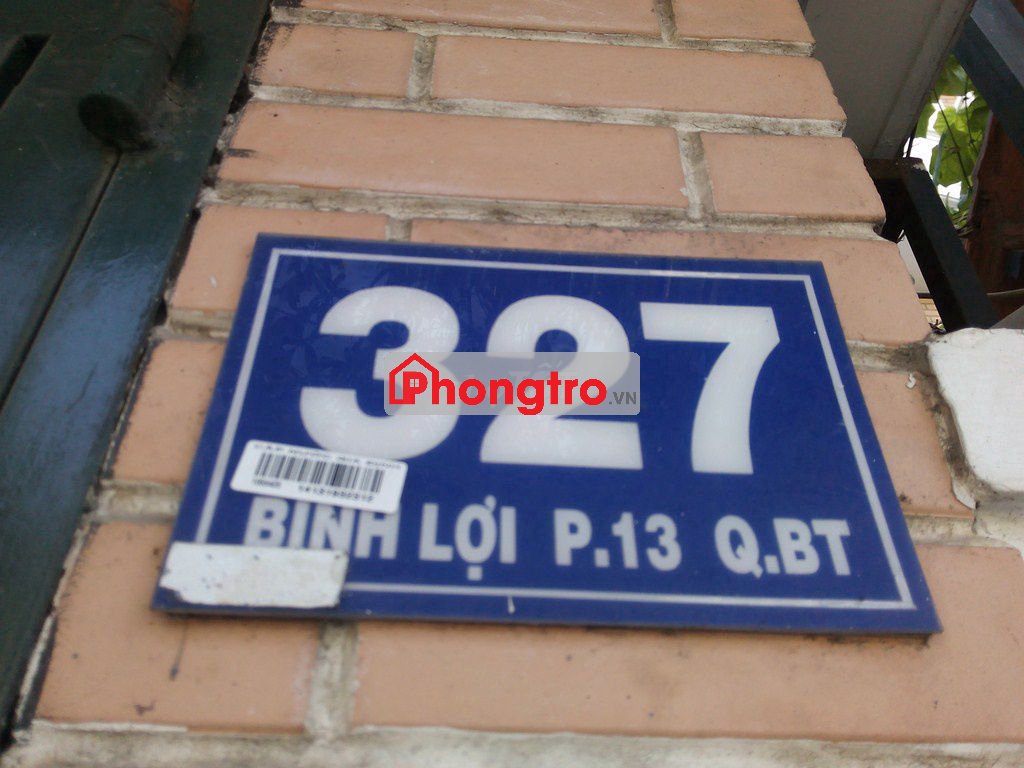 327
Phongtro.VN
BÌNH LỢI P.13 Q.BT